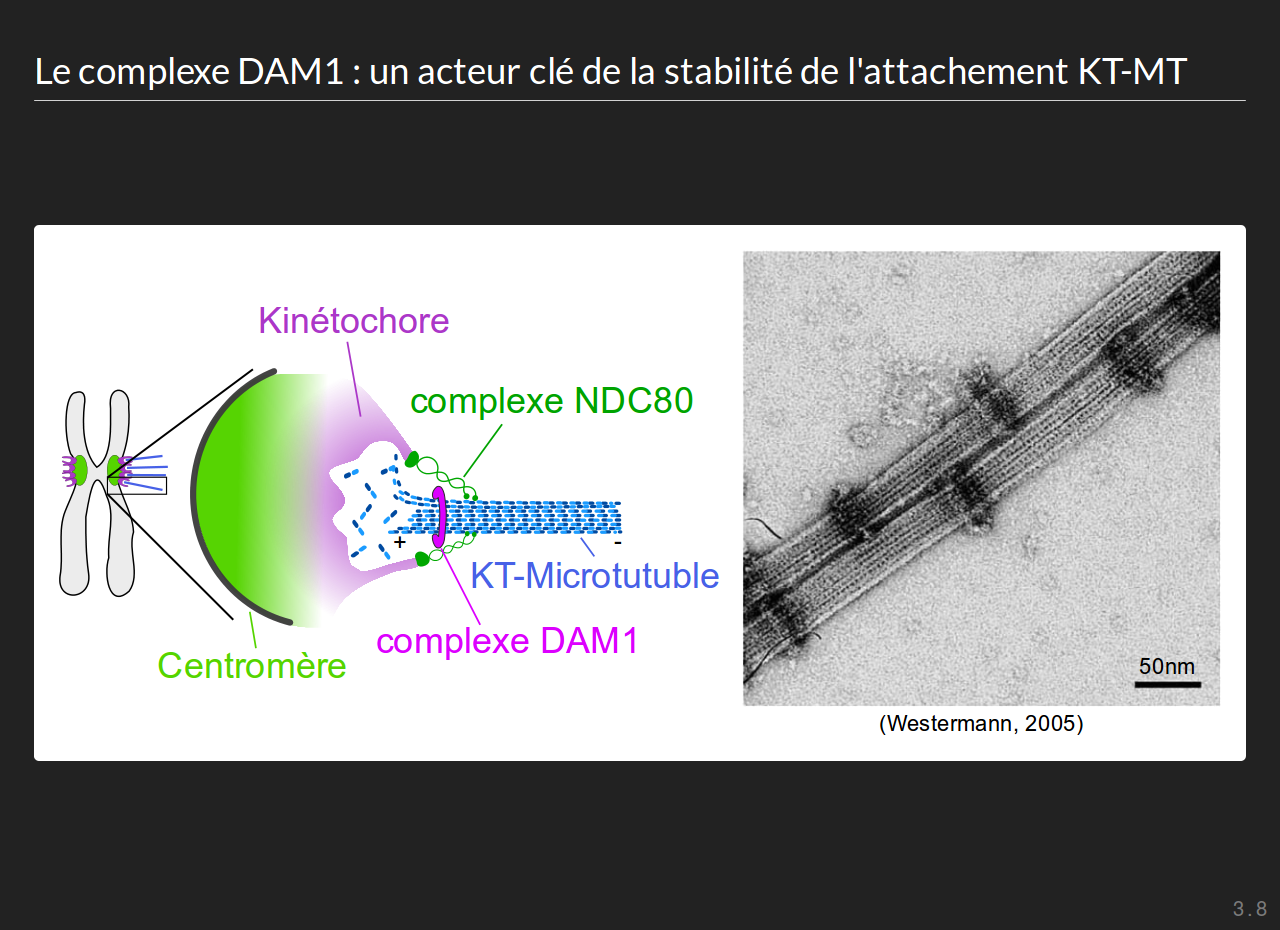 Le complexe DAM1 : un acteur clé de la stabilité de l'attachement KT-MT
Kinétochore
complexe NDC80
+
-
KT-Microtutuble
complexe DAM1
Centromère
50nm
(Westermann, 2005)
3.8